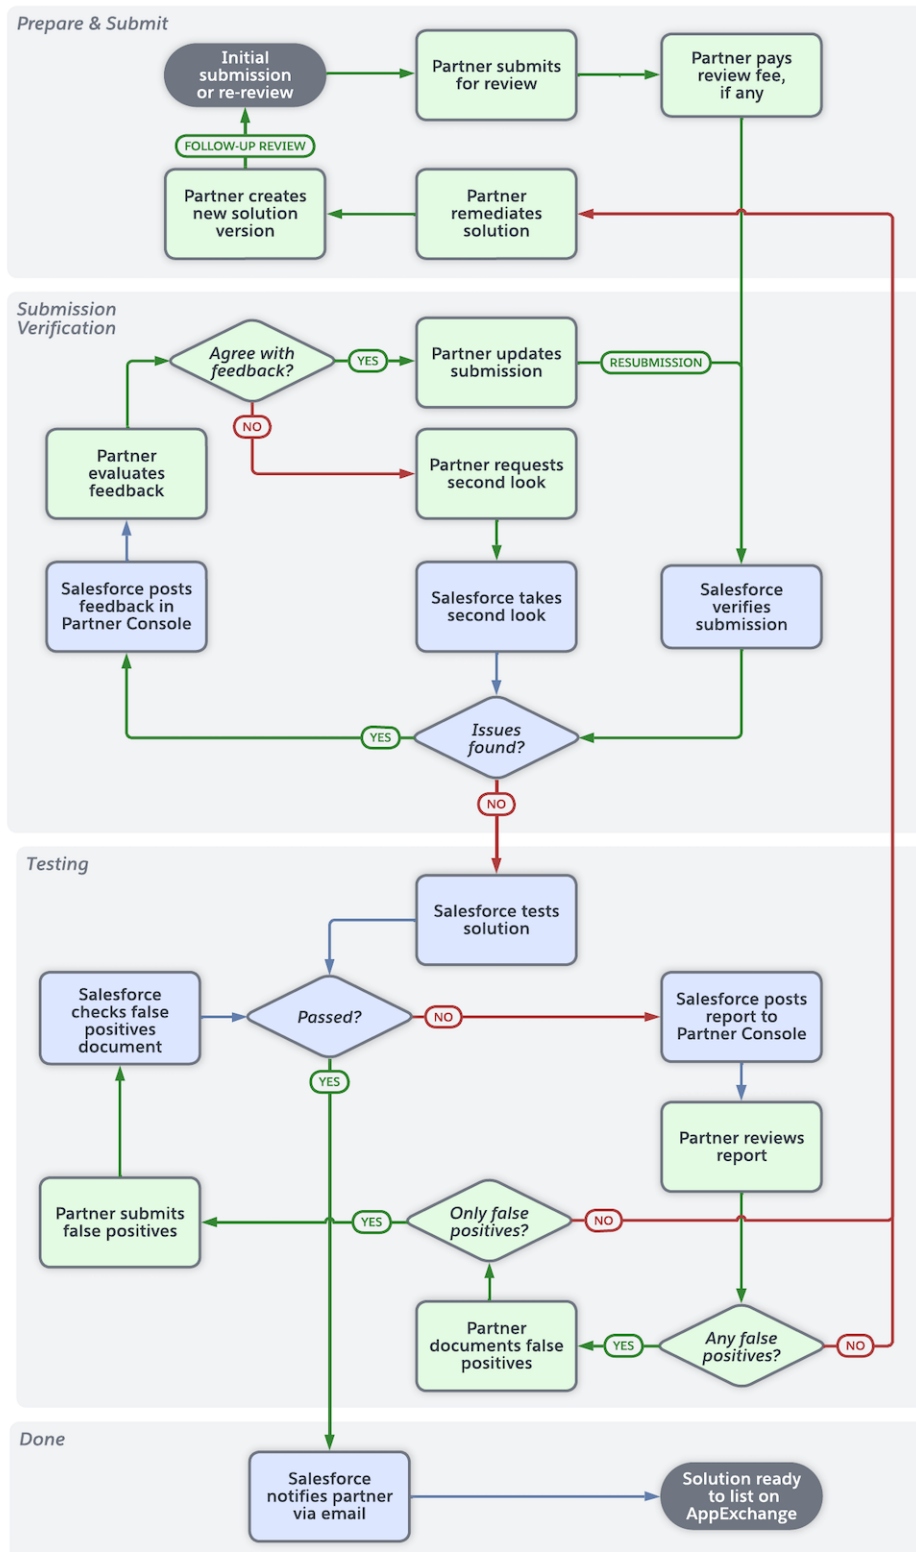 Prepare & Submit
Initial
submission
or re-review
Partner submits
for review
Partner pays
review fee,
if any
FOLLOW-UP REVIEW
Partner creates
new solution
version
Partner
remediates
solution
Submission
Verification
Agree with
feedback?
YES
Partner updates
submission
RESUBMISSION
NO
Partner
evaluates
feedback
Partner requests
second look
Salesforce posts
feedback in
Partner Console
Salesforce takes
second look
Salesforce
verifies
submission
YES
Issues
found?
NO
Testing
Salesforce tests
solution
Salesforce
checks false
positives
document
Passed?
NO
Salesforce posts
report to
Partner Console
YES
Partner reviews
report
Partner submits
false positives
YES
Only false
positives?
NO
Partner
documents false
positives
YES
Any false
positives?
NO
Done
Salesforce
notifies partner
via email
Solution ready
to list on
AppExchange